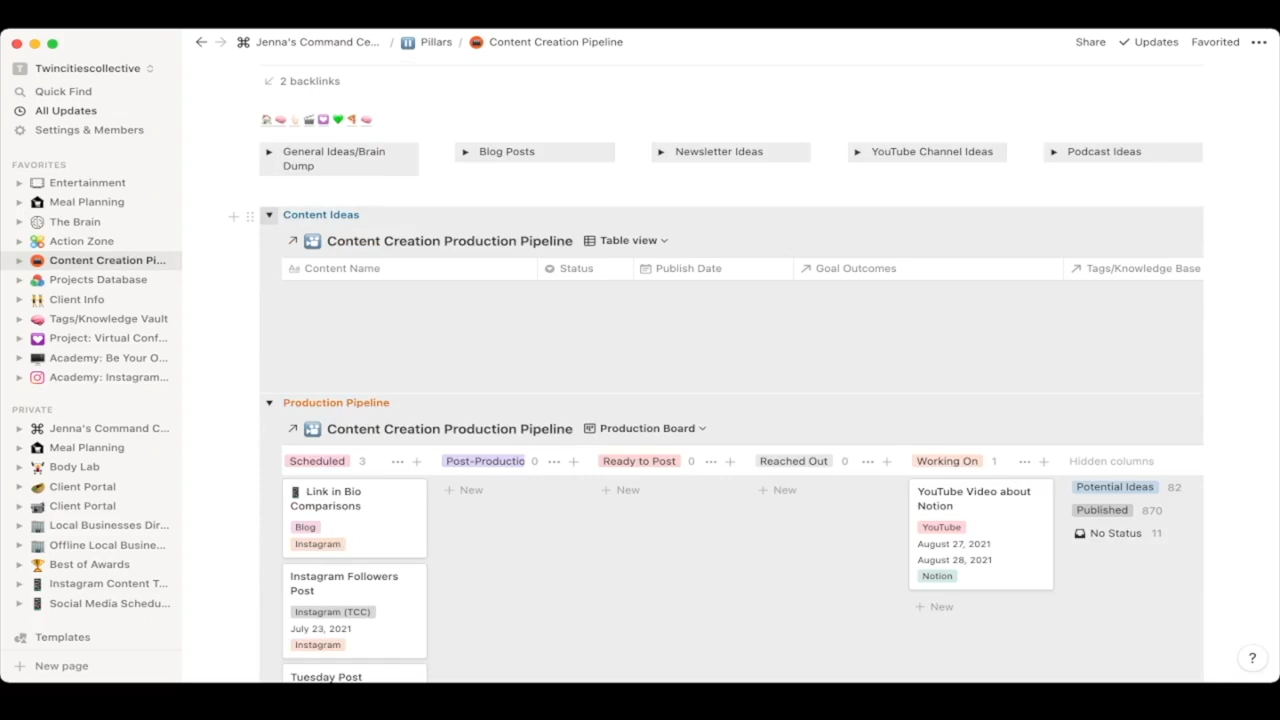 Jenna's Command Ce... / Pillars / Content Creation Pipeline
Share Updates Favorited
T Twincitiescollective
Quick Find
All Updates
Settings & Members
FAVORITES
Entertainment
Meal Planning
The Brain
Action Zone
Content Creation Pi...
Projects Database
Client Info
Tags/Knowledge Vault
Project: Virtual Conf...
Academy: Be Your O...
Academy: Instagram...
PRIVATE
Jenna's Command C...
Meal Planning
Body Lab
Client Portal
Client Portal
Local Businesses Dir...
Offline Local Busine...
Best of Awards
Instagram Content T...
Social Media Schedu...
Templates
New page
2 backlinks
General Ideas/Brain
Dump
Blog Posts
Newsletter Ideas
YouTube Channel Ideas
Podcast Ideas
Content Ideas
Content Creation Production Pipeline Table view
Aa Content Name Status Publish Date Goal Outcomes Tags/Knowledge Base
Production Pipeline
Content Creation Production Pipeline Production Board
Scheduled 3 Post-Productio 0 Ready to Post 0 Reached Out 0 Working On 1 Hidden columns
Link in Bio
Comparisons
Blog
Instagram
Instagram Followers
Post
Instagram (TCC)
July 23, 2021
Instagram
Tuesday Post
New
New
New
YouTube Video about
Notion
YouTube
August 27, 2021
August 28, 2021
Notion
New
Potential Ideas 82
Published 870
No Status 11
?